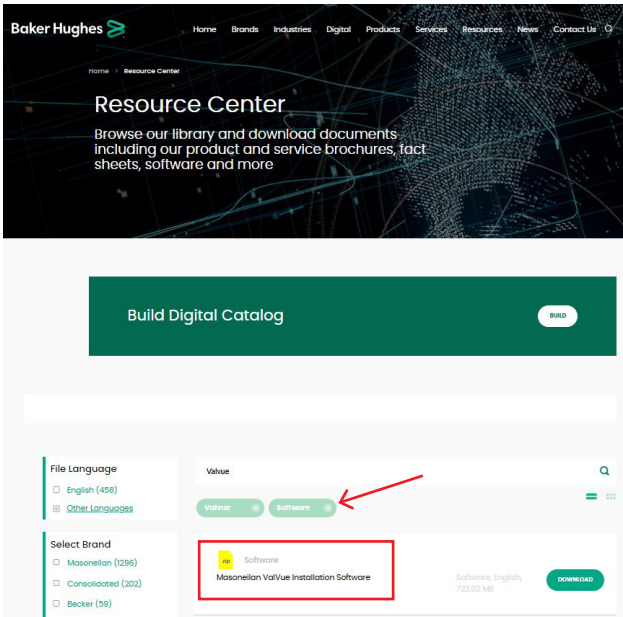 Baker Hughes
Home Brands Industries Digital Products Services Resources News Contact Us
Home > Resource Center
Resource Center
Browse our library and download documents
including our product and service brochures, fact
sheets, software and more
Build Digital Catalog
BUILD
File Language
English (458)
Other Languages
Select Brand
Masoneilan (1296)
Consolidated (202)
Becker (59)
Valvue
Valvue
Software
zip
Software
Masoneilan ValVue Installation Software
Software, English,
723.02 MB
DOWNLOAD